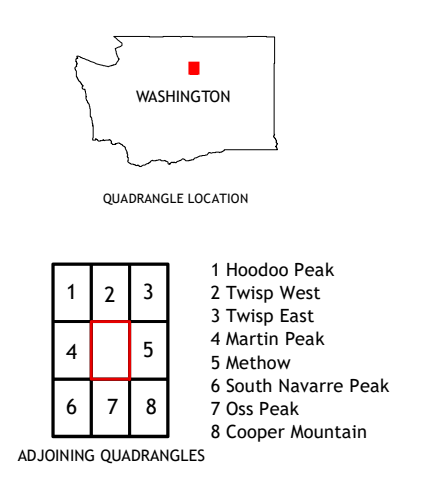 WASHINGTON
QUADRANGLE LOCATION
1 2 3
4 5
6 7 8
ADJOINING QUADRANGLES
1 Hoodoo Peak
2 Twisp West
3 Twisp East
4 Martin Peak
5 Methow
6 South Navarre Peak
7 Oss Peak
8 Cooper Mountain